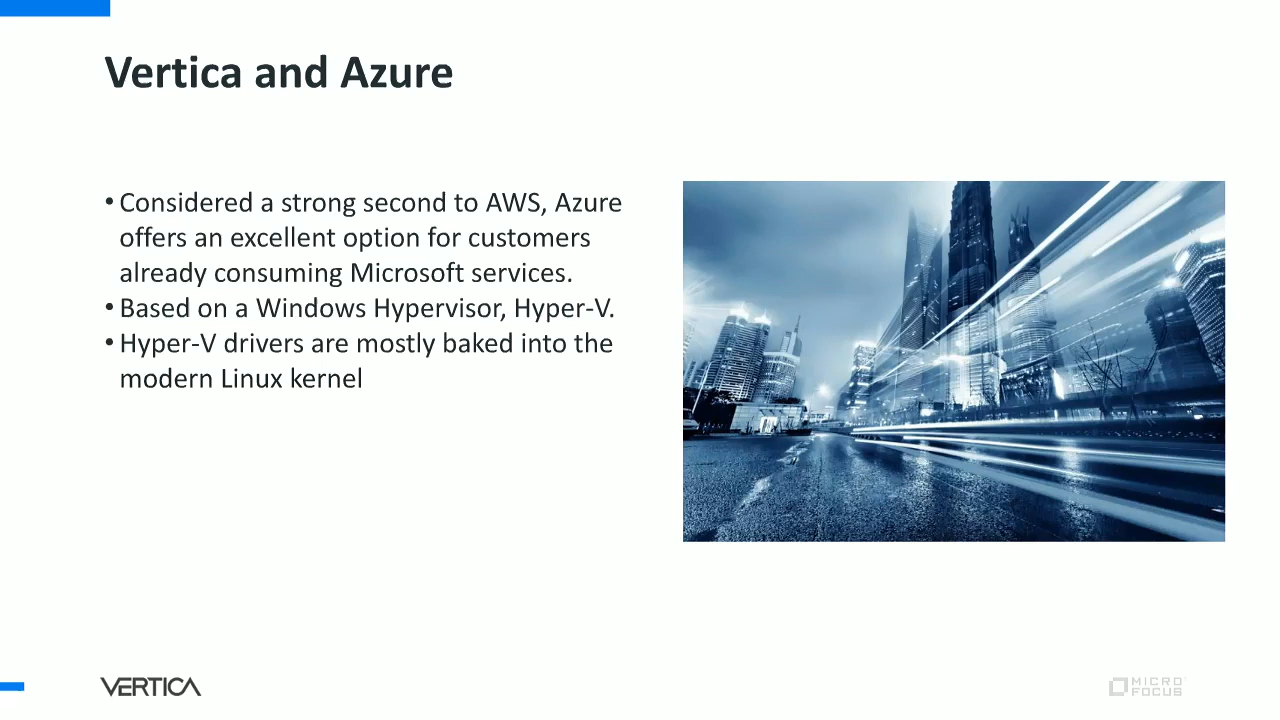 Vertica and Azure
• Considered a strong second to AWS, Azure
offers an excellent option for customers
already consuming Microsoft services.
• Based on a Windows Hypervisor, Hyper-V.
• Hyper-V drivers are mostly baked into the
modern Linux kernel
VERTICA
MICRO
FOCUS